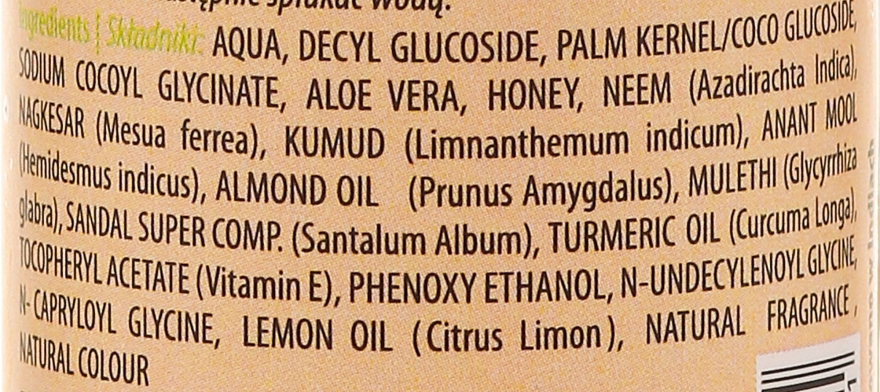 spłukać wodą.
Ingredients | Składniki: AQUA, DECYL GLUCOSIDE, PALM KERNEL/COCO GLUCOSIDE,
SODIUM COCOYL GLYCINATE, ALOE VERA, HONEY, NEEM (Azadirachta Indica),
NAGKESAR (Mesua ferrea), KUMUD (Limnanthemum indicum), ANANT MOOL
(Hemidesmus indicus), ALMOND OIL (Prunus Amygdalus), MULETHI (Glycyrrhiza
glabra), SANDAL SUPER COMP. (Santalum Album), TURMERIC OIL (Curcuma Longa),
TOCOPHERYL ACETATE (Vitamin E), PHENOXY ETHANOL, N-UNDECYLENOYL GLYCINE,
N- CAPRYLOYL GLYCINE, LEMON OIL (Citrus Limon), NATURAL FRAGRANCE,
NATURAL COLOUR
w Indiach